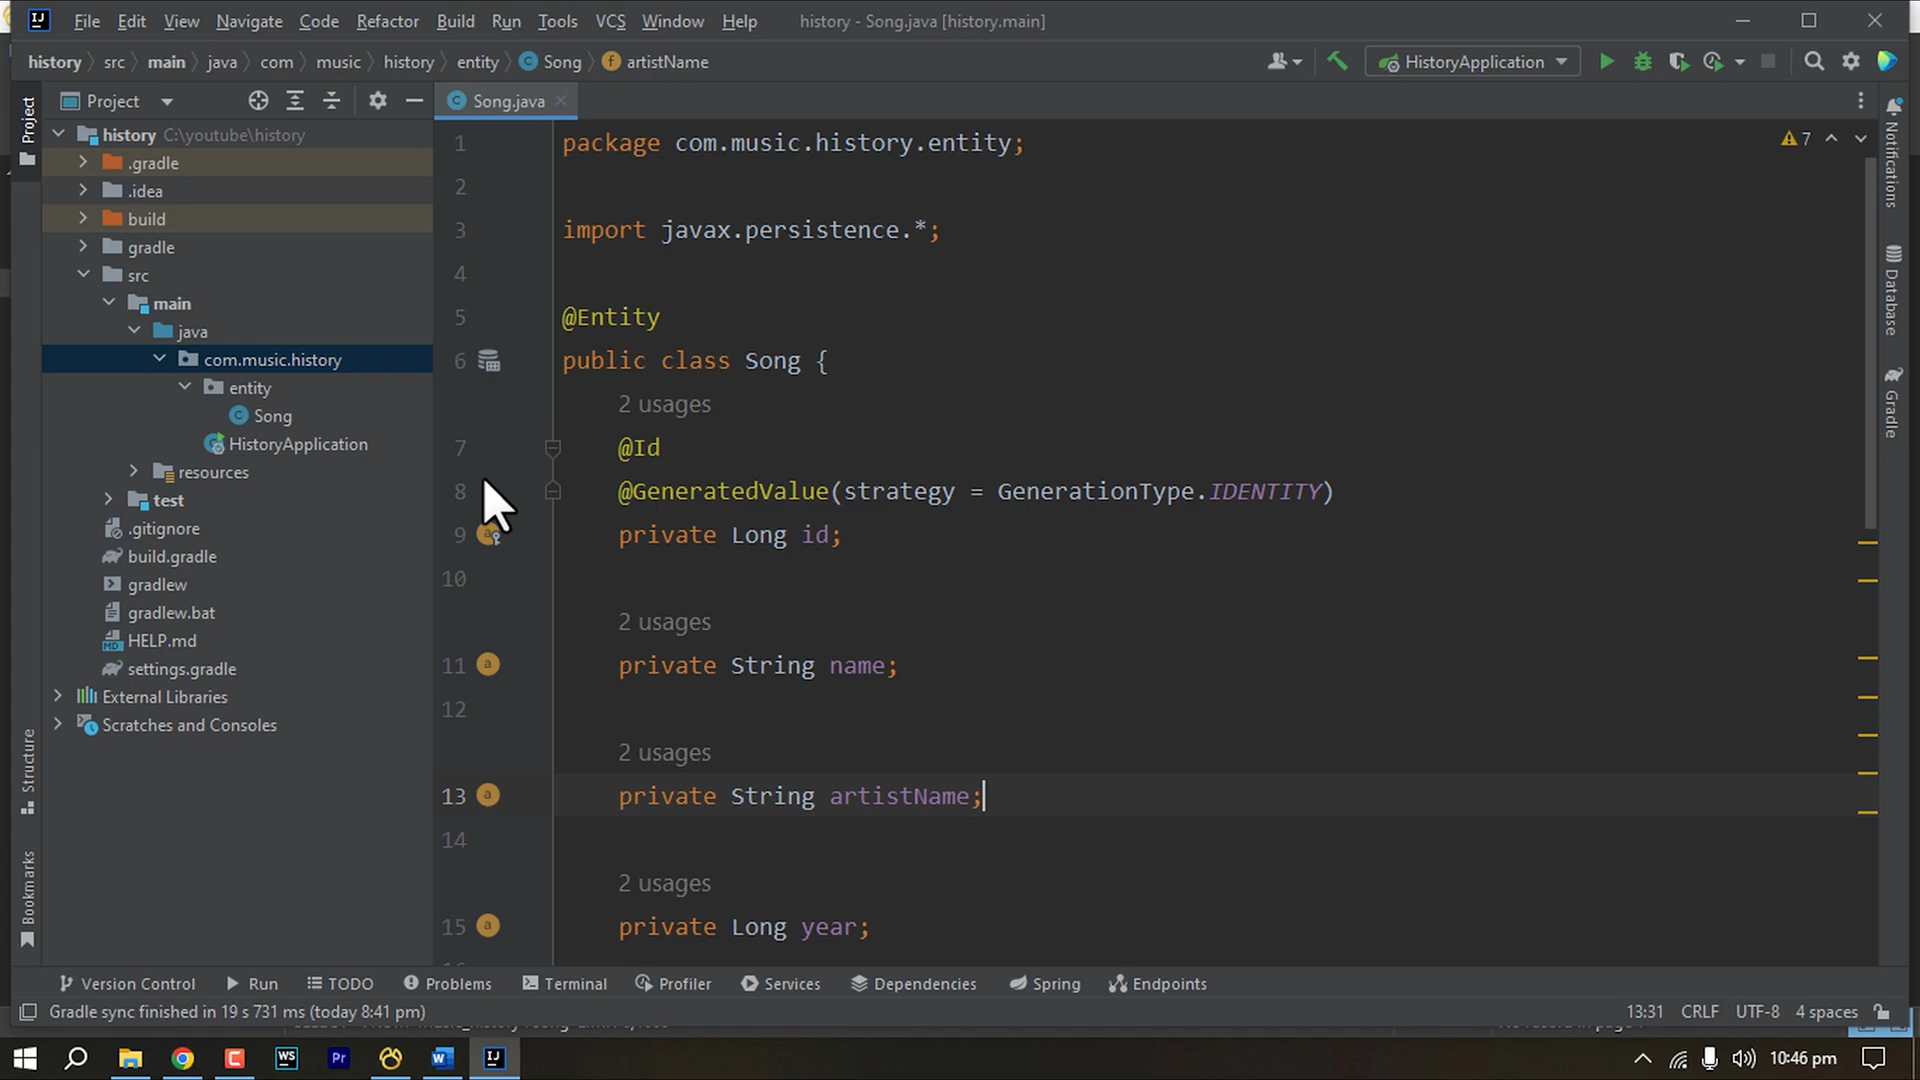 File Edit View Navigate Code Refactor Build Run Tools VCS Window Help history - Song.java [history.main]
history src main java com music history entity Song artistName HistoryApplication
Project
Song.java
Project
history C:\youtube\history
.gradle
.idea
build
gradle
src
main
java
com.music.history
entity
Song
HistoryApplication
resources
test
.gitignore
build.gradle
gradlew
gradlew.bat
HELP.md
settings.gradle
External Libraries
Scratches and Consoles
Structure
Bookmarks
7
1 package com.music.history.entity;
2
3 import javax.persistence.*;
4
5 @Entity
6 public class Song {
2 usages
7 @Id
8 @GeneratedValue(strategy = GenerationType.IDENTITY)
9 private Long id;
10
2 usages
11 private String name;
12
2 usages
13 private String artistName;
14
2 usages
15 private Long year;
Notifications
Database
Gradle
Version Control Run TODO Problems Terminal Profiler Services Dependencies Spring Endpoints
Gradle sync finished in 19 s 731 ms (today 8:41 pm) 13:31 CRLF UTF-8 4 spaces
10:46 pm